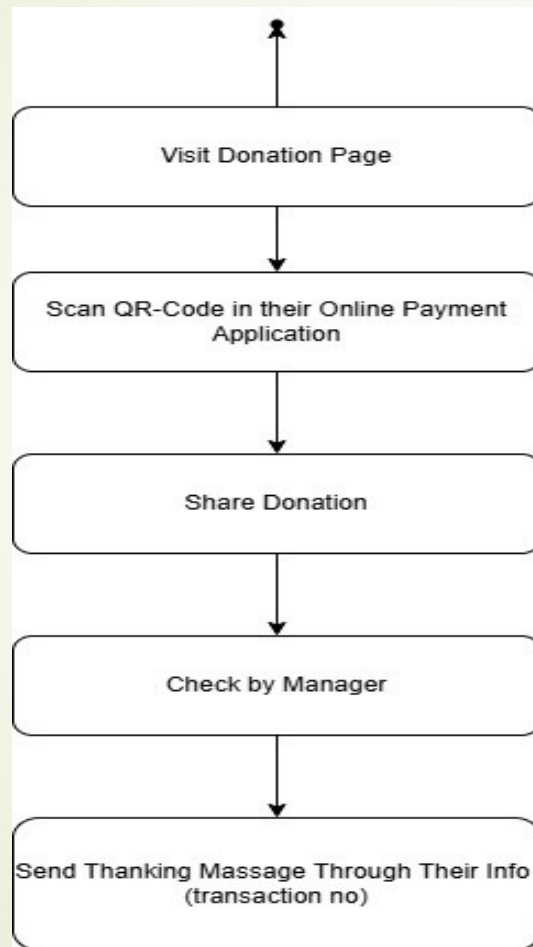 Visit Donation Page
Scan QR-Code in their Online Payment
Application
Share Donation
Check by Manager
Send Thanking Massage Through Their Info
(transaction no)